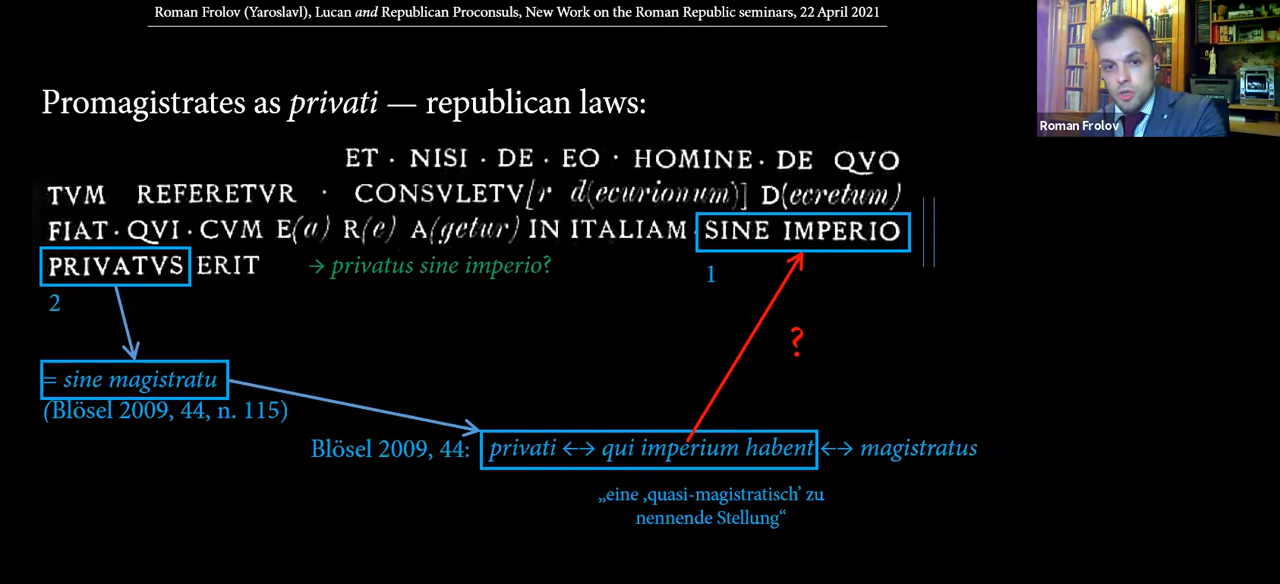 Roman Frolov (Yaroslavl), Lucan and Republican Proconsuls, New Work on the Roman Republic seminars, 22 April 2021
Roman Frolov
Promagistrates as privati — republican laws:
ET · NISI · DE · EO · HOMINE · DE QVO
TVM REFERETVR · CONSVLETV[r d(ecurionum)] D(ecretum)
FIAT · QVI · CVM E(a) R(e) A(getur) IN ITALIAM SINE IMPERIO
PRIVATVS ERIT → privatus sine imperio?
1
2
?
= sine magistratu
(Blösel 2009, 44, n. 115)
Blösel 2009, 44: privati ↔ qui imperium habent ↔ magistratus
„eine ‚quasi-magistratisch’ zu
nennende Stellung“